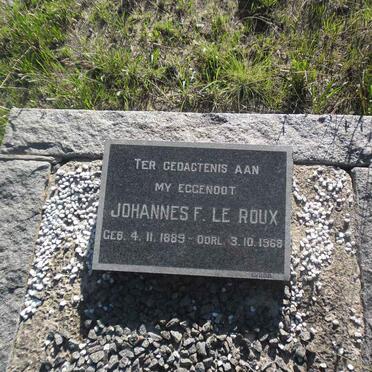 TER GEDAGTENIS AAN
MY EGGENOOT
JOHANNES F. LE ROUX
GEB. 4. 11. 1889 - OORL. 3. 10. 1968